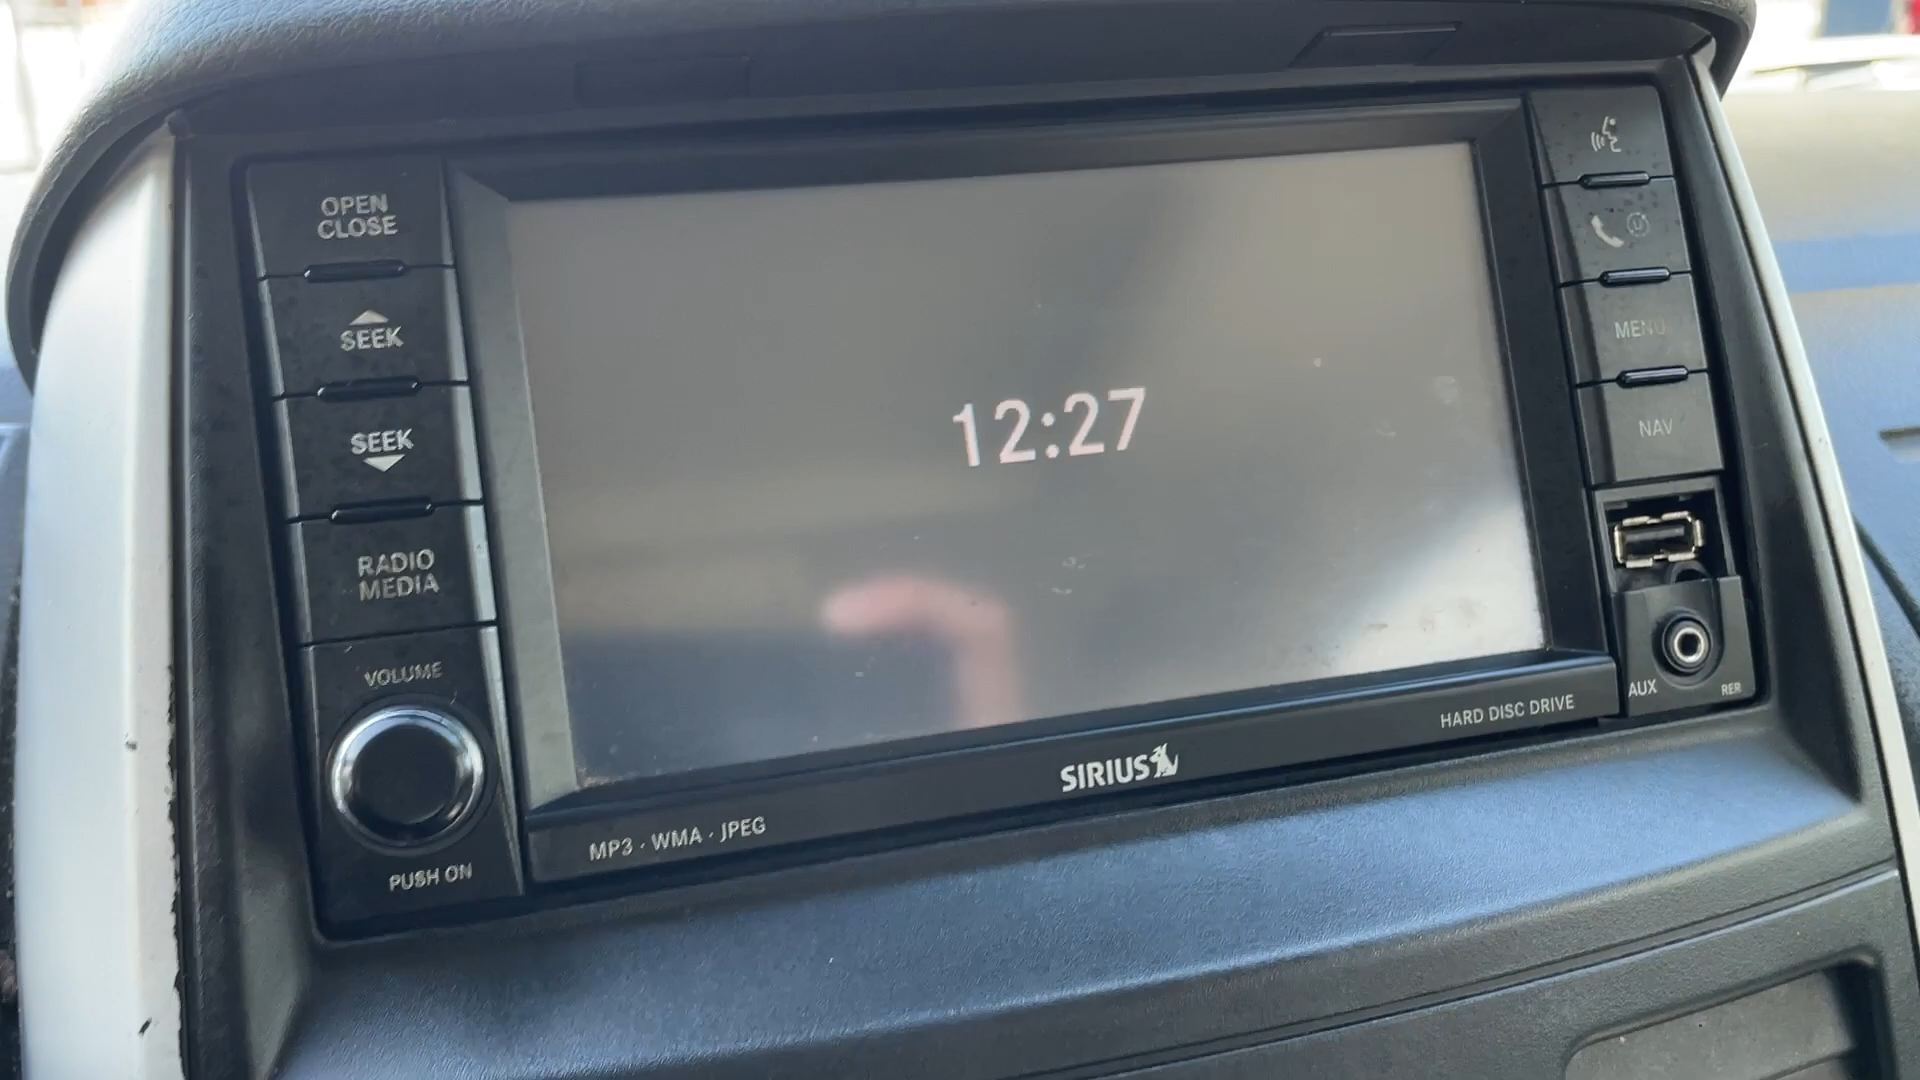 OPEN
CLOSE
SEEK
SEEK
RADIO
MEDIA
VOLUME
PUSH ON
12:27
MENU
NAV
AUX
RER
HARD DISC DRIVE
SIRIUS
MP3 · WMA · JPEG